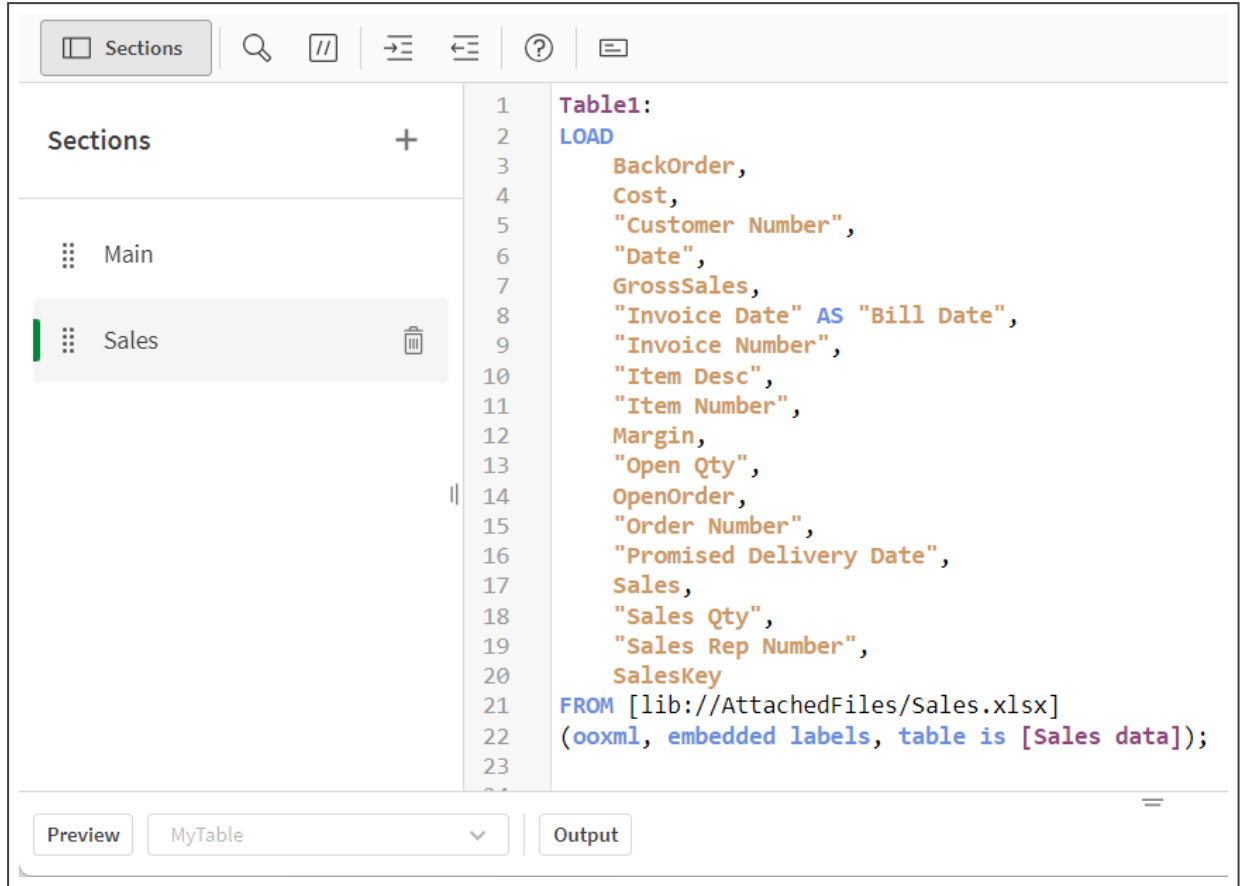 Sections
Sections
Main
Sales
1 Table1:
2 LOAD
3 BackOrder,
4 Cost,
5 "Customer Number",
6 "Date",
7 GrossSales,
8 "Invoice Date" AS "Bill Date",
9 "Invoice Number",
10 "Item Desc",
11 "Item Number",
12 Margin,
13 "Open Qty",
14 OpenOrder,
15 "Order Number",
16 "Promised Delivery Date",
17 Sales,
18 "Sales Qty",
19 "Sales Rep Number",
20 SalesKey
21 FROM [lib://AttachedFiles/Sales.xlsx]
22 (ooxml, embedded labels, table is [Sales data]);
23
Preview MyTable Output